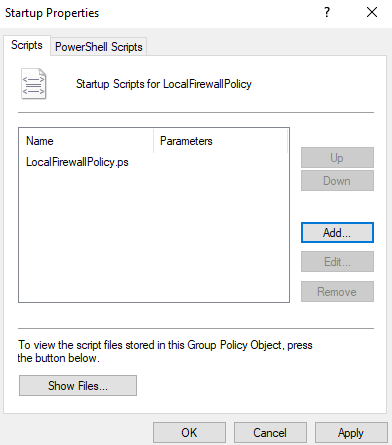 Startup Properties
?
Scripts
PowerShell Scripts
Startup Scripts for LocalFirewallPolicy
Name Parameters
LocalFirewallPolicy.ps
Up
Down
Add...
Edit...
Remove
To view the script files stored in this Group Policy Object, press
the button below.
Show Files...
OK Cancel Apply